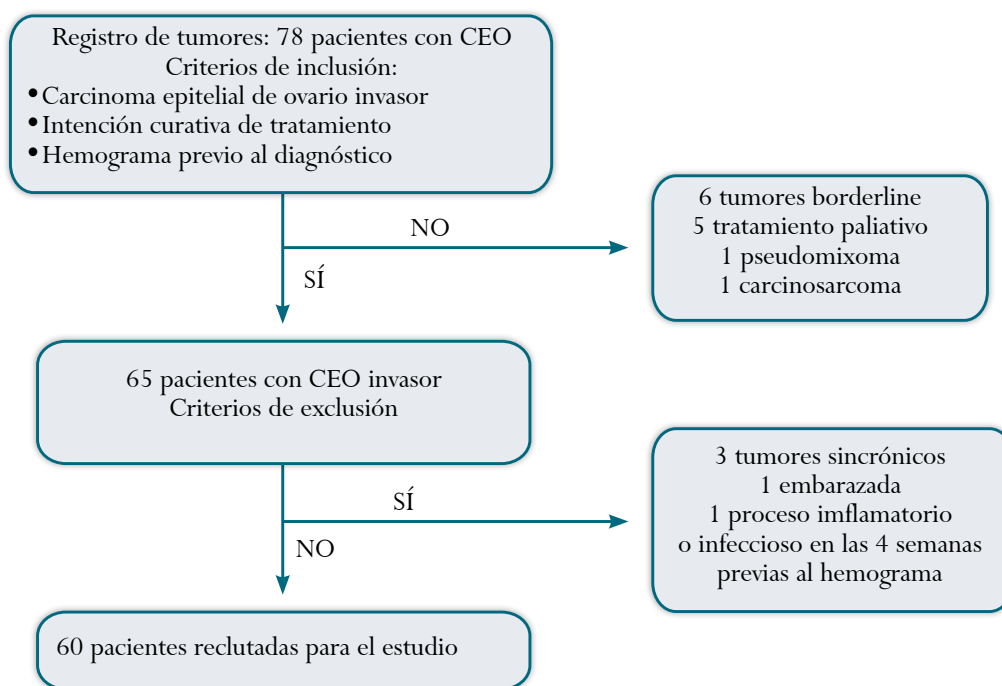 Registro de tumores: 78 pacientes con CEO
Criterios de inclusión:
•Carcinoma epitelial de ovario invasor
•Intención curativa de tratamiento
•Hemograma previo al diagnóstico
NO
6 tumores borderline
5 tratamiento paliativo
1 pseudomixoma
1 carcinosarcoma
SÍ
65 pacientes con CEO invasor
Criterios de exclusión
SÍ
3 tumores sincrónicos
1 embarazada
1 proceso imflamatorio
o infeccioso en las 4 semanas
previas al hemograma
NO
60 pacientes reclutadas para el estudio